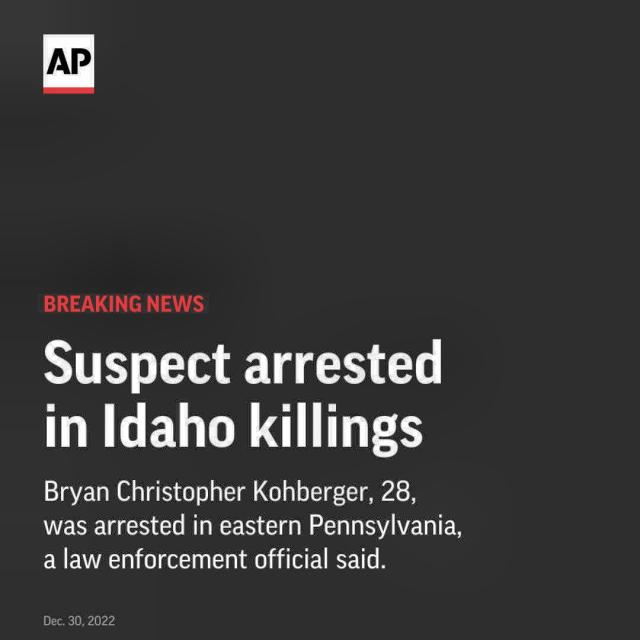 AP
BREAKING NEWS
Suspect arrested
in Idaho killings
Bryan Christopher Kohberger, 28,
was arrested in eastern Pennsylvania,
a law enforcement official said.
Dec. 30, 2022